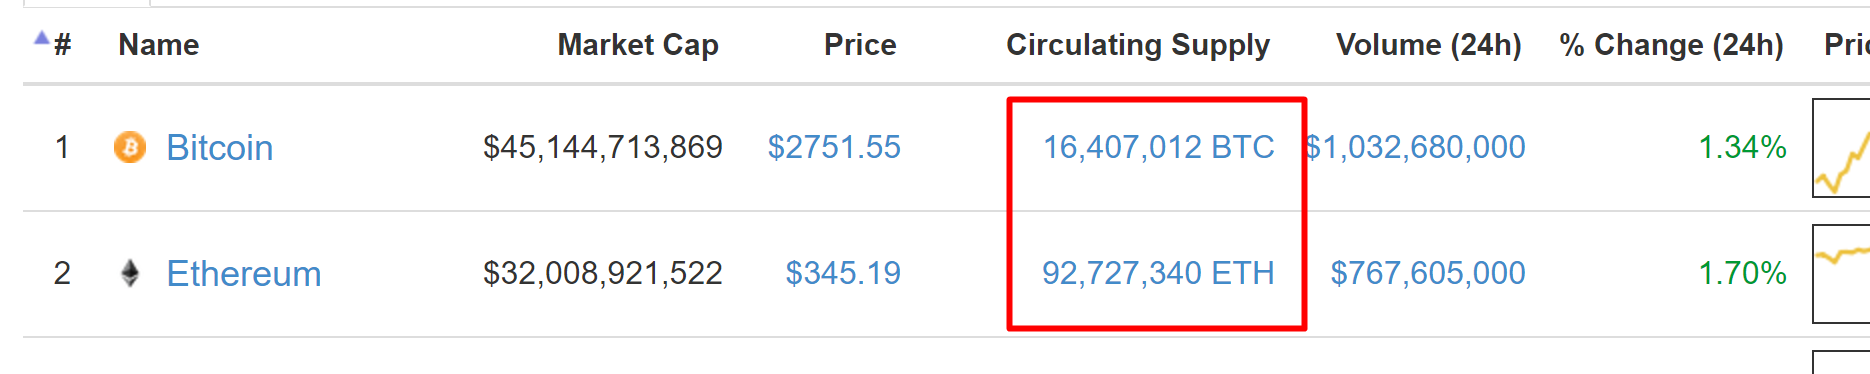 # Name Market Cap Price Circulating Supply Volume (24h) % Change (24h)
1 Bitcoin $45,144,713,869 $2751.55 16,407,012 BTC $1,032,680,000 1.34%
2 Ethereum $32,008,921,522 $345.19 92,727,340 ETH $767,605,000 1.70%